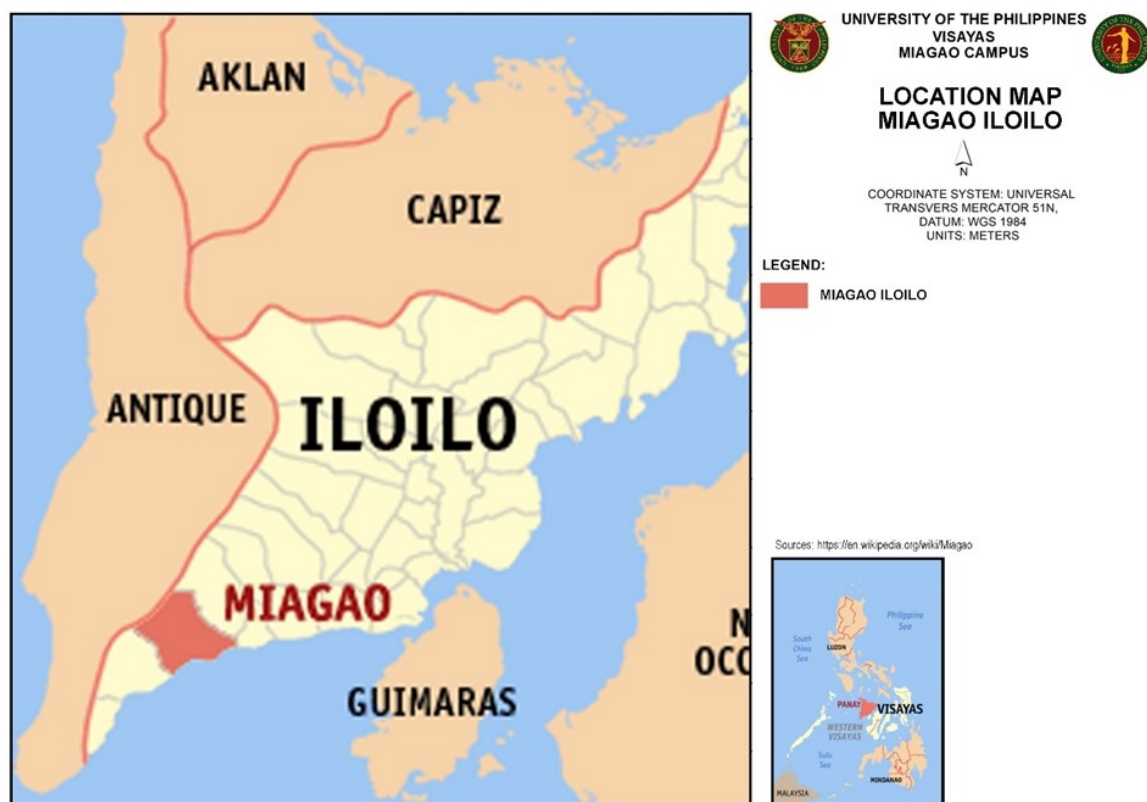 AKLAN
CAPIZ
ANTIQUE
ILOILO
MIAGAO
GUIMARAS
N
OCC
UNIVERSITY OF THE PHILIPPINES
VISAYAS
MIAGAO CAMPUS
LOCATION MAP
MIAGAO ILOILO
N
COORDINATE SYSTEM: UNIVERSAL
TRANSVERS MERCATOR 51N,
DATUM: WGS 1984
UNITS: METERS
LEGEND:
MIAGAO ILOILO
Sources: https://en.wikipedia.org/wiki/Miagao
Philippine
Sea
South
China
Sea
LUZON
PANAY
VISAYAS
WESTERN
VISAYAS
Sulu
Sea
MINDANAO
MALAYSIA